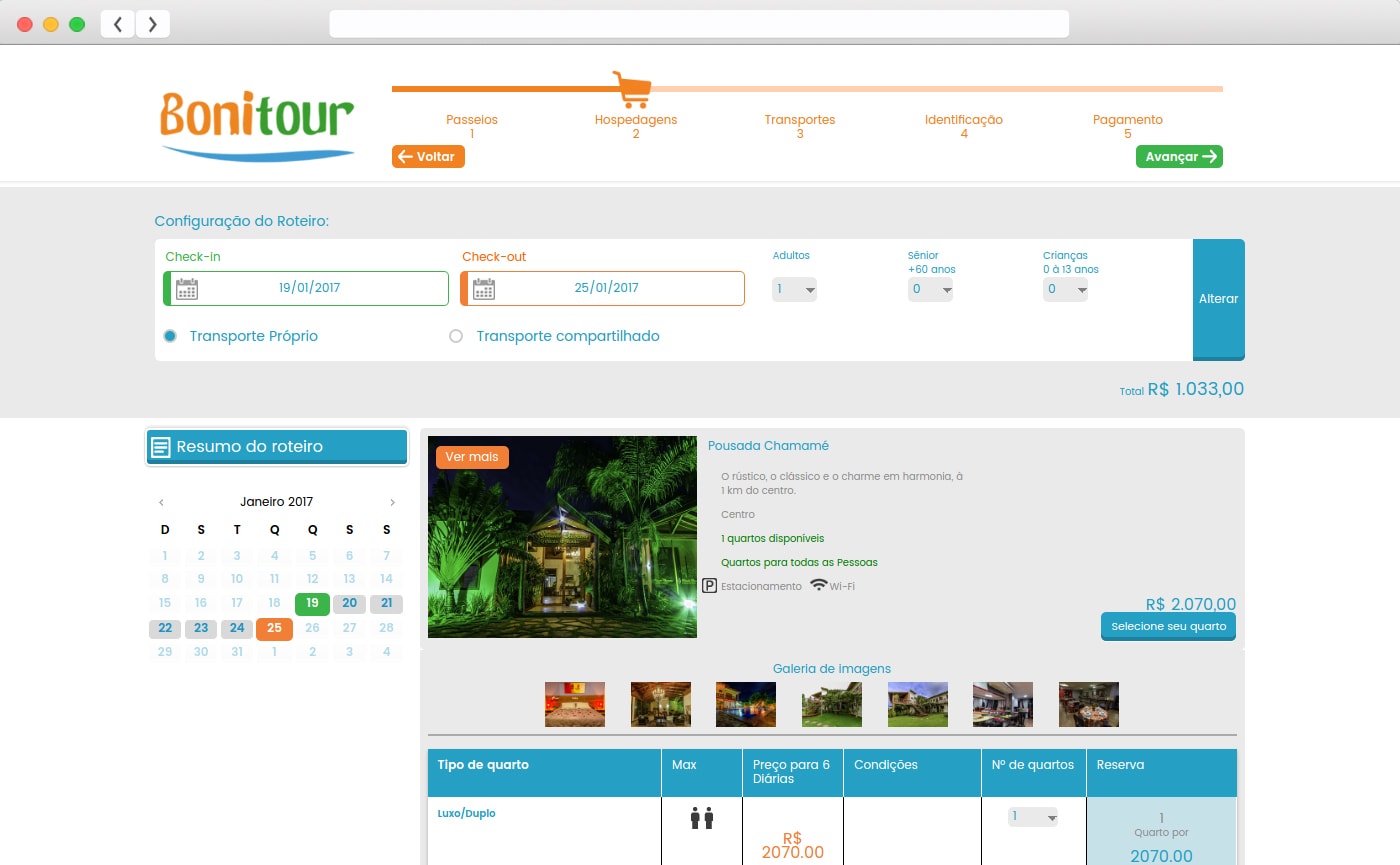 Bonitour
Passeios
1
Hospedagens
2
Transportes
3
Identificação
4
Pagamento
5
Voltar
Avançar
Configuração do Roteiro:
Check-in
19/01/2017
Check-out
25/01/2017
Adultos
1
Sênior
+60 anos
0
Crianças
0 à 13 anos
0
Alterar
Transporte Próprio
Transporte compartilhado
Total R$ 1.033,00
Resumo do roteiro
‹ Janeiro 2017 ›
D S T Q Q S S
1 2 3 4 5 6 7
8 9 10 11 12 13 14
15 16 17 18 19 20 21
22 23 24 25 26 27 28
29 30 31 1 2 3 4
Ver mais
Pousada Chamamé
O rústico, o clássico e o charme em harmonia, à
1 km do centro.
Centro
1 quartos disponíveis
Quartos para todas as Pessoas
P Estacionamento Wi-Fi
R$ 2.070,00
Selecione seu quarto
Galeria de imagens
Tipo de quarto
Max
Preço para 6
Diárias
Condições
Nº de quartos
Reserva
Luxo/Duplo
R$
2070.00
1
1
Quarto por
2070.00